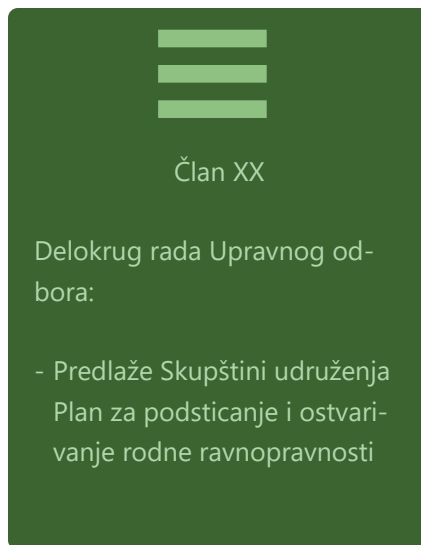 Član XX
Delokrug rada Upravnog od-
bora:
- Predlaže Skupštini udruženja
Plan za podsticanje i ostvari-
vanje rodne ravnopravnosti